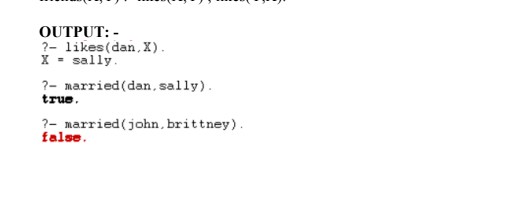 OUTPUT: -
?- likes(dan,X).
X = sally.
?- married(dan,sally).
true.
?- married(john,brittney).
false.